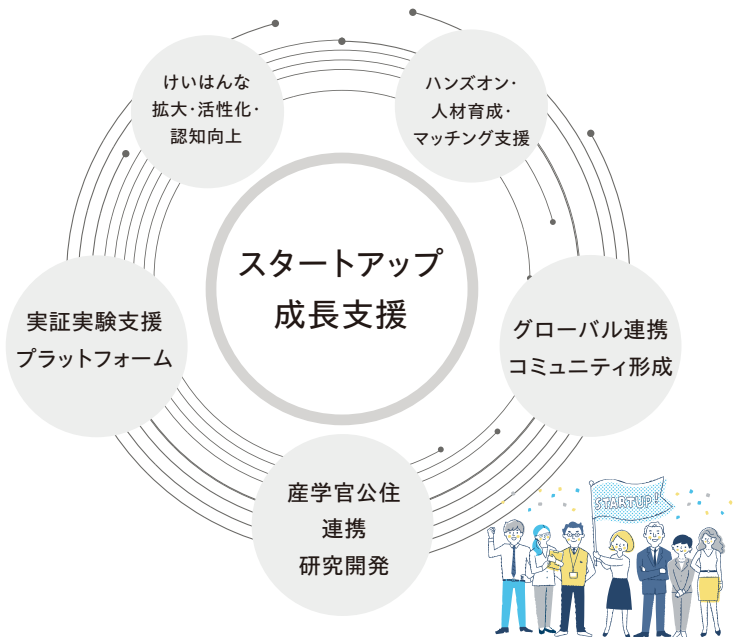 けいはんな
拡大・活性化・
認知向上
ハンズオン・
人材育成・
マッチング支援
スタートアップ
成長支援
実証実験支援
プラットフォーム
グローバル連携
コミュニティ形成
産学官公住
連携
研究開発
STARTUP!